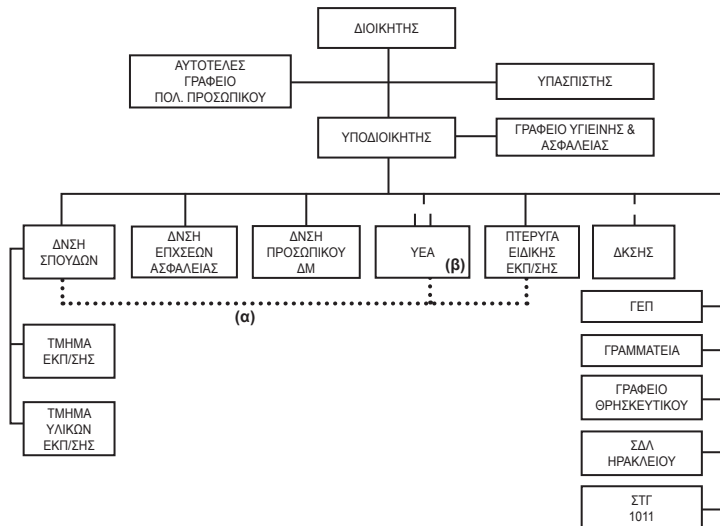 ΔΙΟΙΚΗΤΗΣ
ΑΥΤΟΤΕΛΕΣ
ΓΡΑΦΕΙΟ
ΠΟΛ. ΠΡΟΣΩΠΙΚΟΥ
ΥΠΑΣΠΙΣΤΗΣ
ΥΠΟΔΙΟΙΚΗΤΗΣ
ΓΡΑΦΕΙΟ ΥΓΙΕΙΝΗΣ &
ΑΣΦΑΛΕΙΑΣ
ΔΝΣΗ
ΣΠΟΥΔΩΝ
ΔΝΣΗ
ΕΠΧΣΕΩΝ
ΑΣΦΑΛΕΙΑΣ
ΔΝΣΗ
ΠΡΟΣΩΠΙΚΟΥ
ΔΜ
ΥΕΑ
(β)
ΠΤΕΡΥΓΑ
ΕΙΔΙΚΗΣ
ΕΚΠ/ΣΗΣ
ΔΚΣΗΣ
(α)
ΤΜΗΜΑ
ΕΚΠ/ΣΗΣ
ΤΜΗΜΑ
ΥΛΙΚΩΝ
ΕΚΠ/ΣΗΣ
ΓΕΠ
ΓΡΑΜΜΑΤΕΙΑ
ΓΡΑΦΕΙΟ
ΘΡΗΣΚΕΥΤΙΚΟΥ
ΣΔΛ
ΗΡΑΚΛΕΙΟΥ
ΣΤΓ
1011